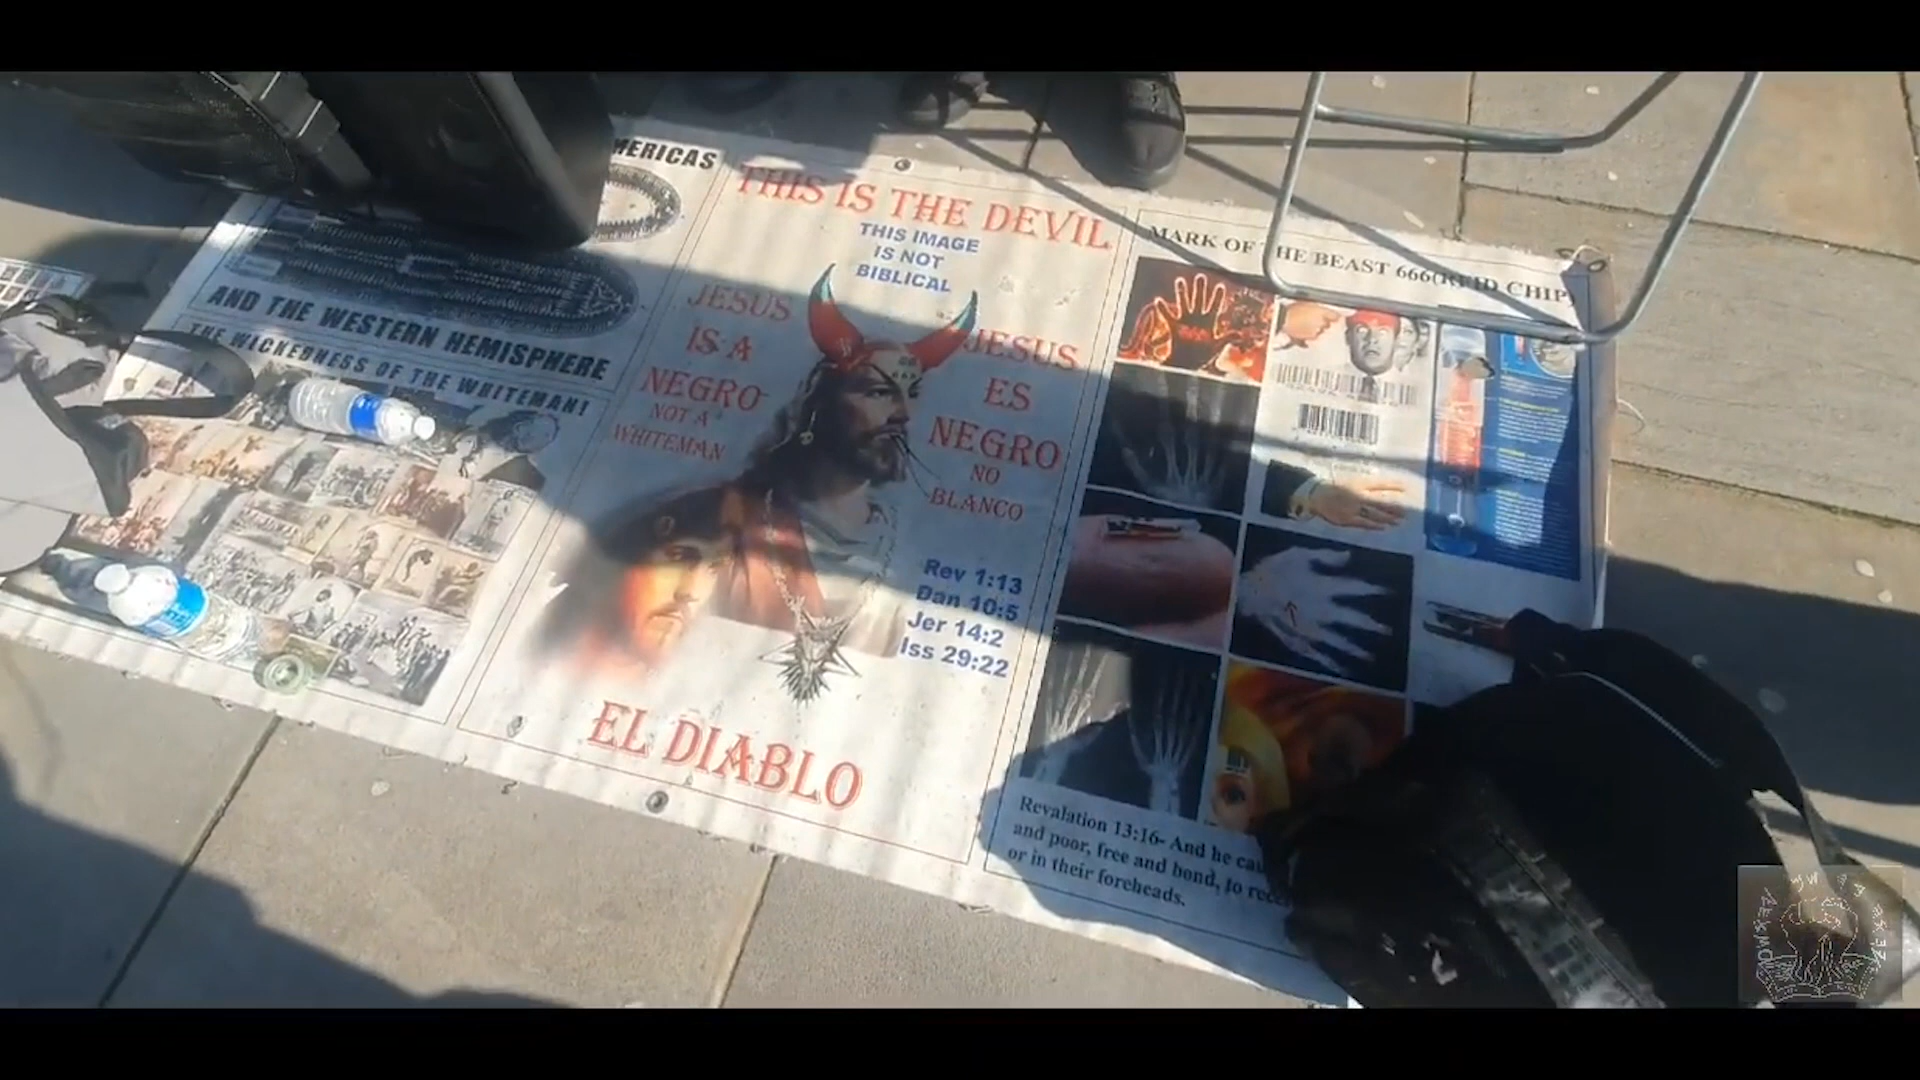 MERICAS
AND THE WESTERN HEMISPHERE
THE WICKEDNESS OF THE WHITEMAN!
THIS IS THE DEVIL
THIS IMAGE
IS NOT
BIBLICAL
JESUS
IS A
NEGRO
NOT A
WHITEMAN
JESUS
ES
NEGRO
NO
BLANCO
Rev 1:13
Dan 10:5
Jer 14:2
Iss 29:22
EL DIABLO
MARK OF THE BEAST 666(RFID CHIP)
Revalation 13:16- And he cau
and poor, free and bond, to rece
or in their foreheads.